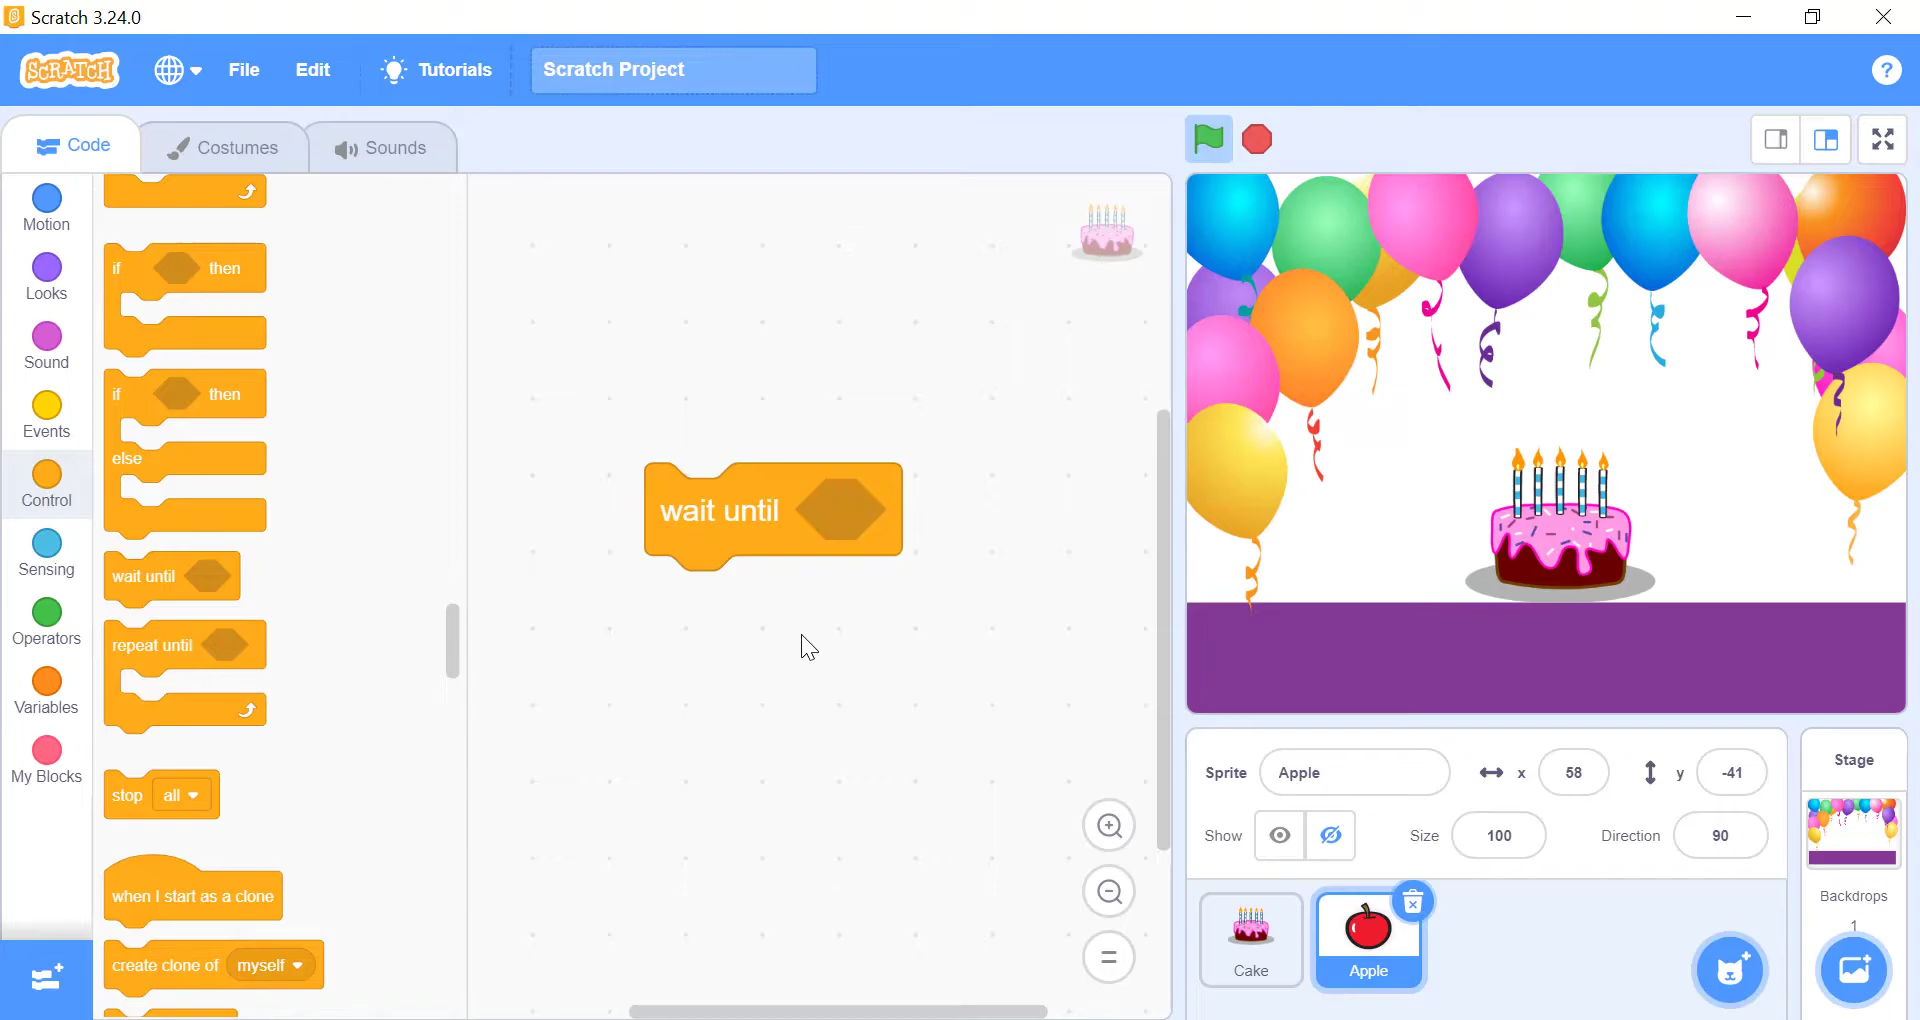 Scratch 3.24.0
SCRATCH
File
Edit
Tutorials
Scratch Project
?
Code
Costumes
Sounds
Motion
Looks
Sound
Events
Control
Sensing
Operators
Variables
My Blocks
if then
if then
else
wait until
repeat until
stop all
when I start as a clone
create clone of myself
wait until
Sprite Apple x 58 y -41
Show Size 100 Direction 90
Cake
Apple
Stage
Backdrops
1